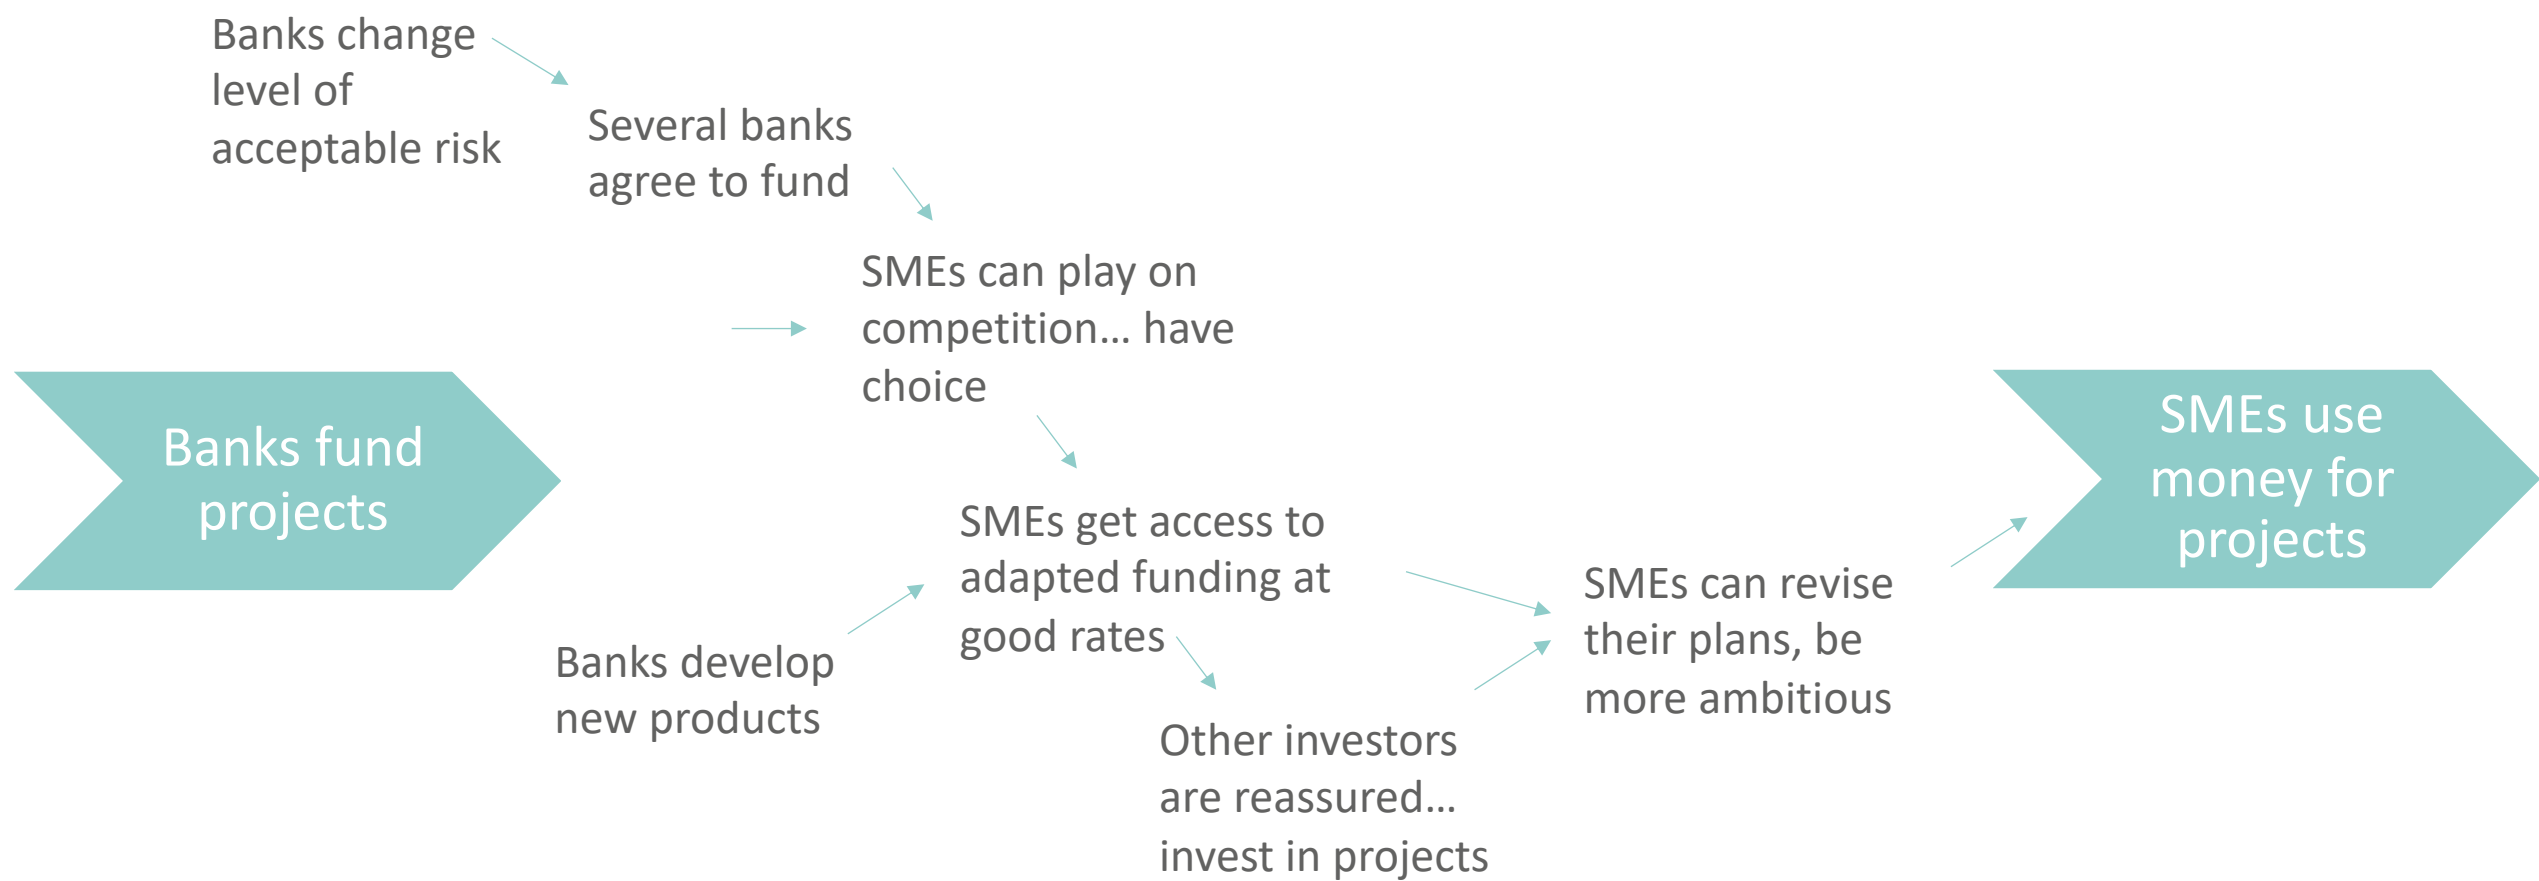 Banks change
level of
acceptable risk
Several banks
agree to fund
SMEs can play on
competition... have
choice
Banks fund
projects
SMEs use
money for
projects
SMEs get access to
adapted funding at
good rates
Banks develop
new products
SMEs can revise
their plans, be
more ambitious
Other investors
are reassured...
invest in projects